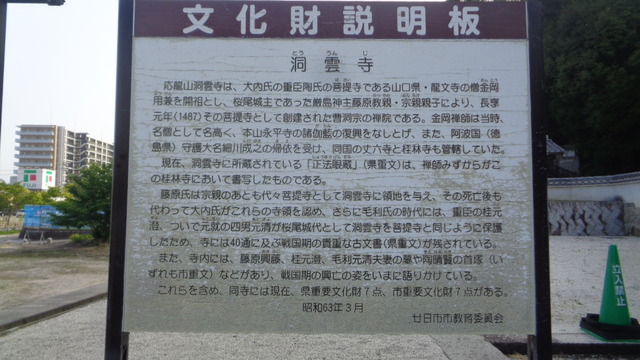 文化財説明板
とう うん じ
洞雲寺
応龍山洞雲寺は、大内氏の重臣陶氏の菩提寺である山口県・龍文寺の僧金岡
用兼を開祖とし、桜尾城主であった厳島神主藤原教親・宗親親子により、長享
元年(1487)その菩提寺として創建された曹洞宗の禅院である。金岡禅師は当時、
名僧として名高く、本山永平寺の諸伽藍の復興をなしとげ、また、阿波国(徳
島県)守護大名細川成之の帰依を受け、同国の丈六寺と桂林寺も管轄していた。
現在、洞雲寺に所蔵されている「正法眼蔵」(県重文)は、禅師みずからがこ
の桂林寺において書写したものである。
藤原氏は宗親のあとも代々菩提寺として洞雲寺に領地を与え、その死亡後も
代わって大内氏がこれらの寺領を認め、さらに毛利氏の時代には、重臣の桂元
澄、ついで元就の四男元清が桜尾城代として洞雲寺を菩提寺と同じように保護
したため、寺には40通に及ぶ戦国期の貴重な古文書(県重文)が残されている。
また、寺内には、藤原興藤、桂元澄、毛利元清夫妻の墓や陶晴賢の首塚(い
ずれも市重文)などがあり、戦国期の興亡の姿をいまに語りかけている。
これらを含め、同寺には現在、県重要文化財7点、市重要文化財7点がある。
昭和63年3月
廿日市市教育委員会
立入禁止